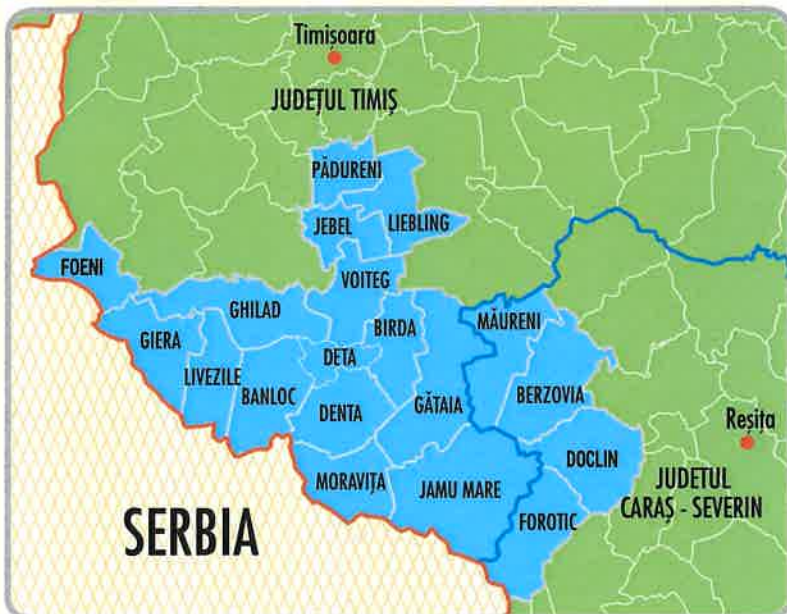 Timișoara
JUDEȚUL TIMIȘ
PĂDURENI
JEBEL
LIEBLING
FOENI
VOITEG
GHILAD
BIRDA
MĂURENI
GIERA
DETA
LIVEZILE
BANLOC
DENTA
GĂTAIA
BERZOVIA
Reșița
DOCLIN
MORAVIȚA
JAMU MARE
JUDETUL
CARAȘ - SEVERIN
FOROTIC
SERBIA